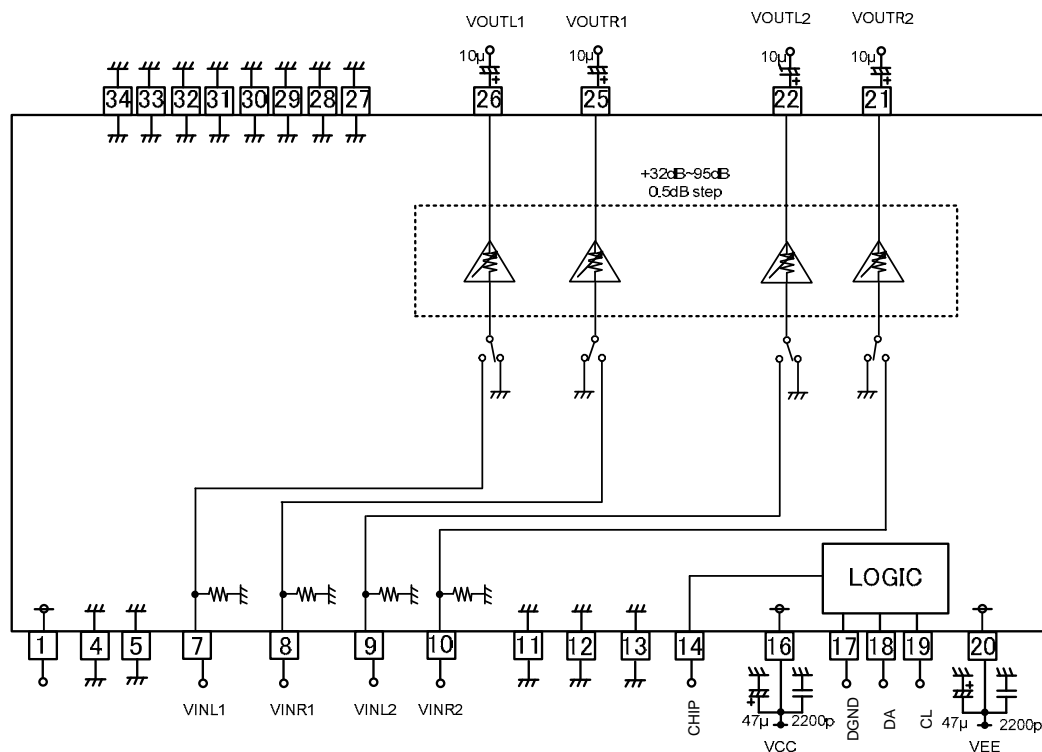 VOUTL1 VOUTR1 VOUTL2 VOUTR2
10µ 10µ 10µ 10µ
34 33 32 31 30 29 28 27 26 25 22 21
+32dB~95dB
0.5dB step
LOGIC
1 4 5 7 8 9 10 11 12 13 14 16 17 18 19 20
VINL1 VINR1 VINL2 VINR2
CHIP
47µ 2200p
VCC
DGND
DA
CL
47µ 2200p
VEE